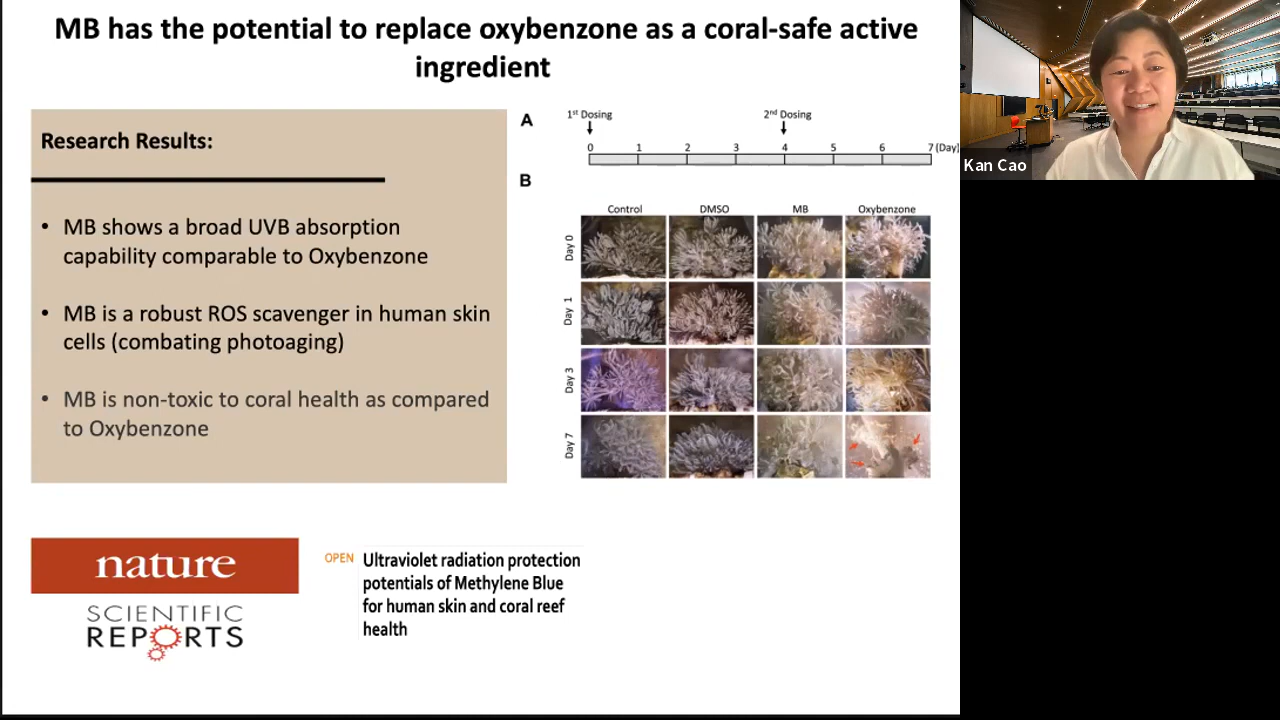 MB has the potential to replace oxybenzone as a coral-safe active
ingredient
Research Results:
• MB shows a broad UVB absorption
capability comparable to Oxybenzone
• MB is a robust ROS scavenger in human skin
cells (combating photoaging)
• MB is non-toxic to coral health as compared
to Oxybenzone
A
1st Dosing
2nd Dosing
0 1 2 3 4 5 6 7 (Day)
B
Control DMSO MB Oxybenzone
Day 0
Day 1
Day 3
Day 7
nature
SCIENTIFIC
REPORTS
OPEN
Ultraviolet radiation protection
potentials of Methylene Blue
for human skin and coral reef
health
Kan Cao